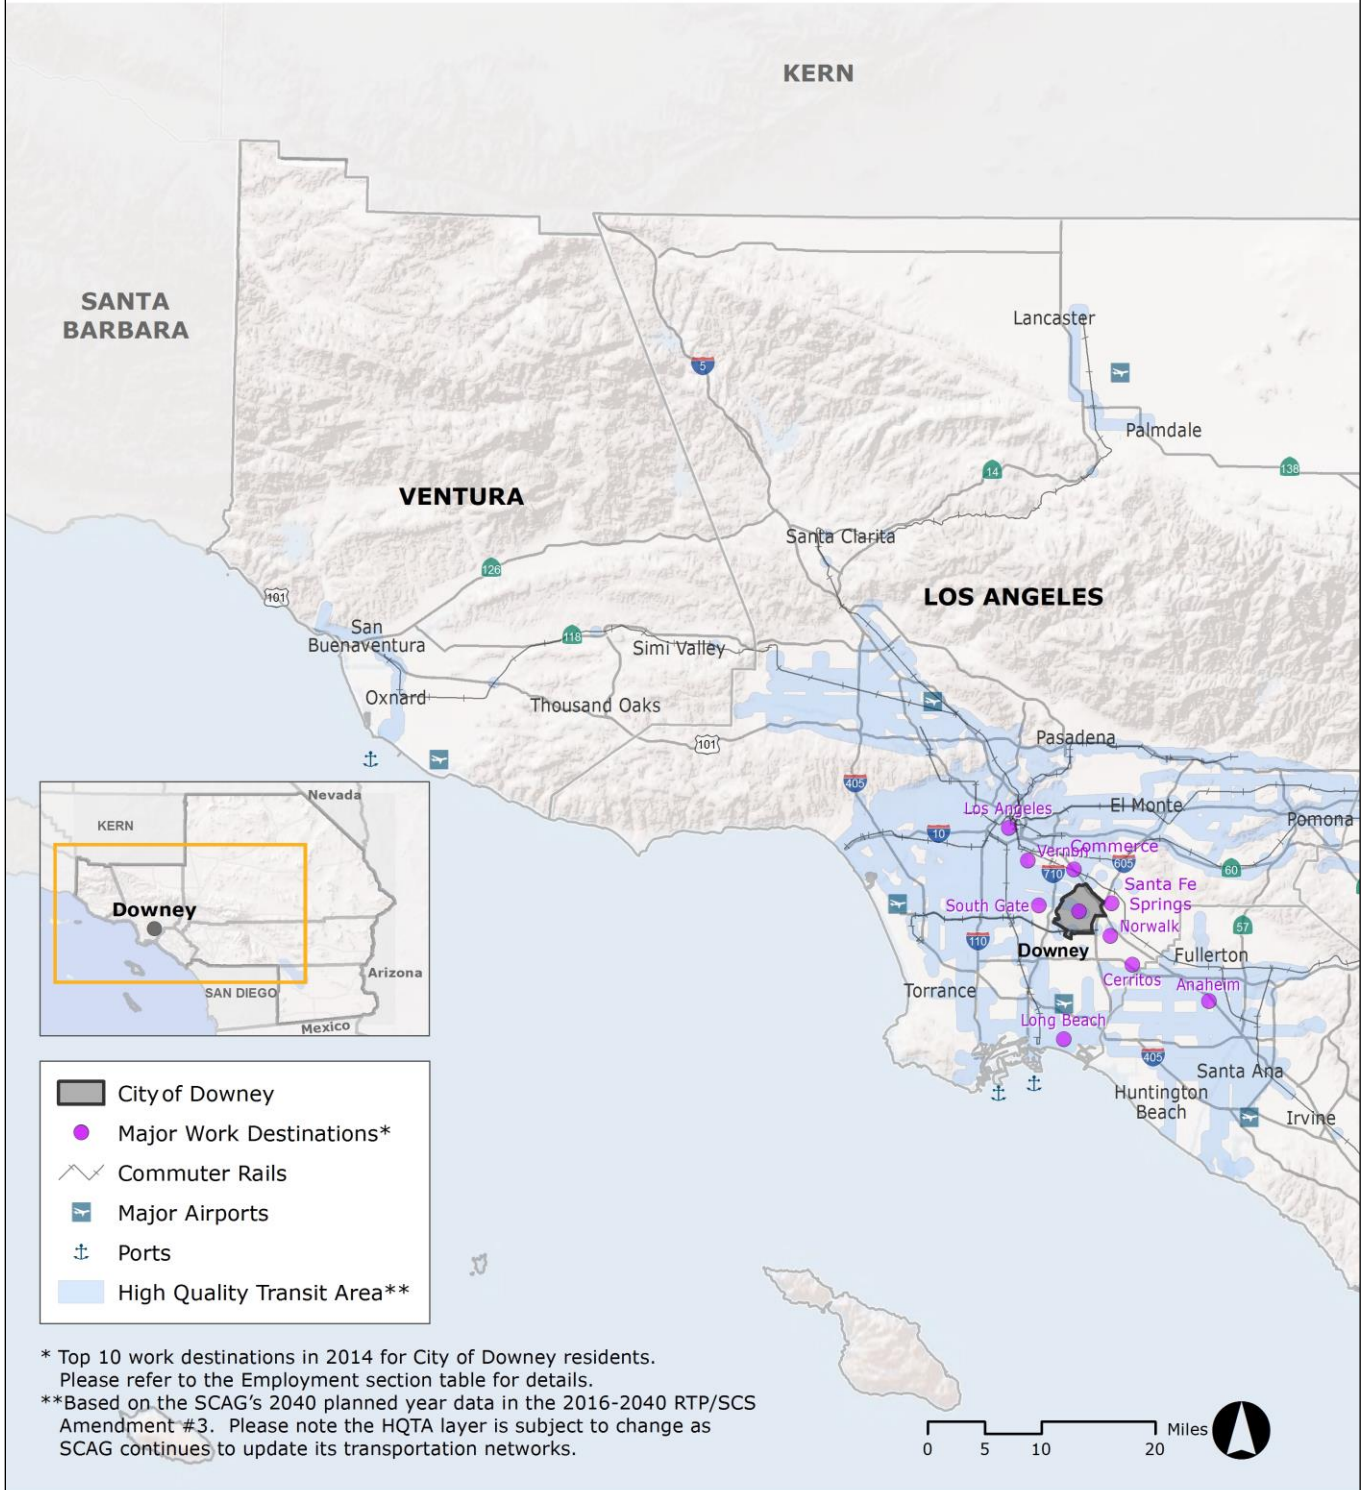 KERN
SANTA
BARBARA
Lancaster
5
Palmdale
14
138
VENTURA
Santa Clarita
126
LOS ANGELES
101
San
Buenaventura
118
Simi Valley
Oxnard
Thousand Oaks
101
Pasadena
405
Los Angeles
El Monte
Pomona
10
Vernon
Commerce
605
710
60
Santa Fe
Springs
South Gate
Norwalk
57
110
Downey
Fullerton
Cerritos
Anaheim
Torrance
Long Beach
405
Santa Ana
Huntington
Beach
Irvine
Nevada
KERN
Downey
Arizona
SAN DIEGO
Mexico
City of Downey
Major Work Destinations*
Commuter Rails
Major Airports
Ports
High Quality Transit Area**
* Top 10 work destinations in 2014 for City of Downey residents.
Please refer to the Employment section table for details.
**Based on the SCAG's 2040 planned year data in the 2016-2040 RTP/SCS
Amendment #3. Please note the HQTA layer is subject to change as
SCAG continues to update its transportation networks.
Miles
0 5 10 20